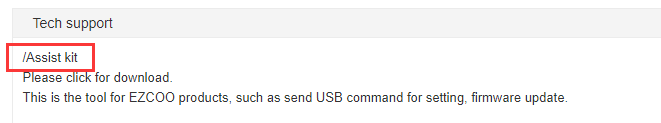 Tech support
/Assist kit
Please click for download.
This is the tool for EZCOO products, such as send USB command for setting, firmware update.